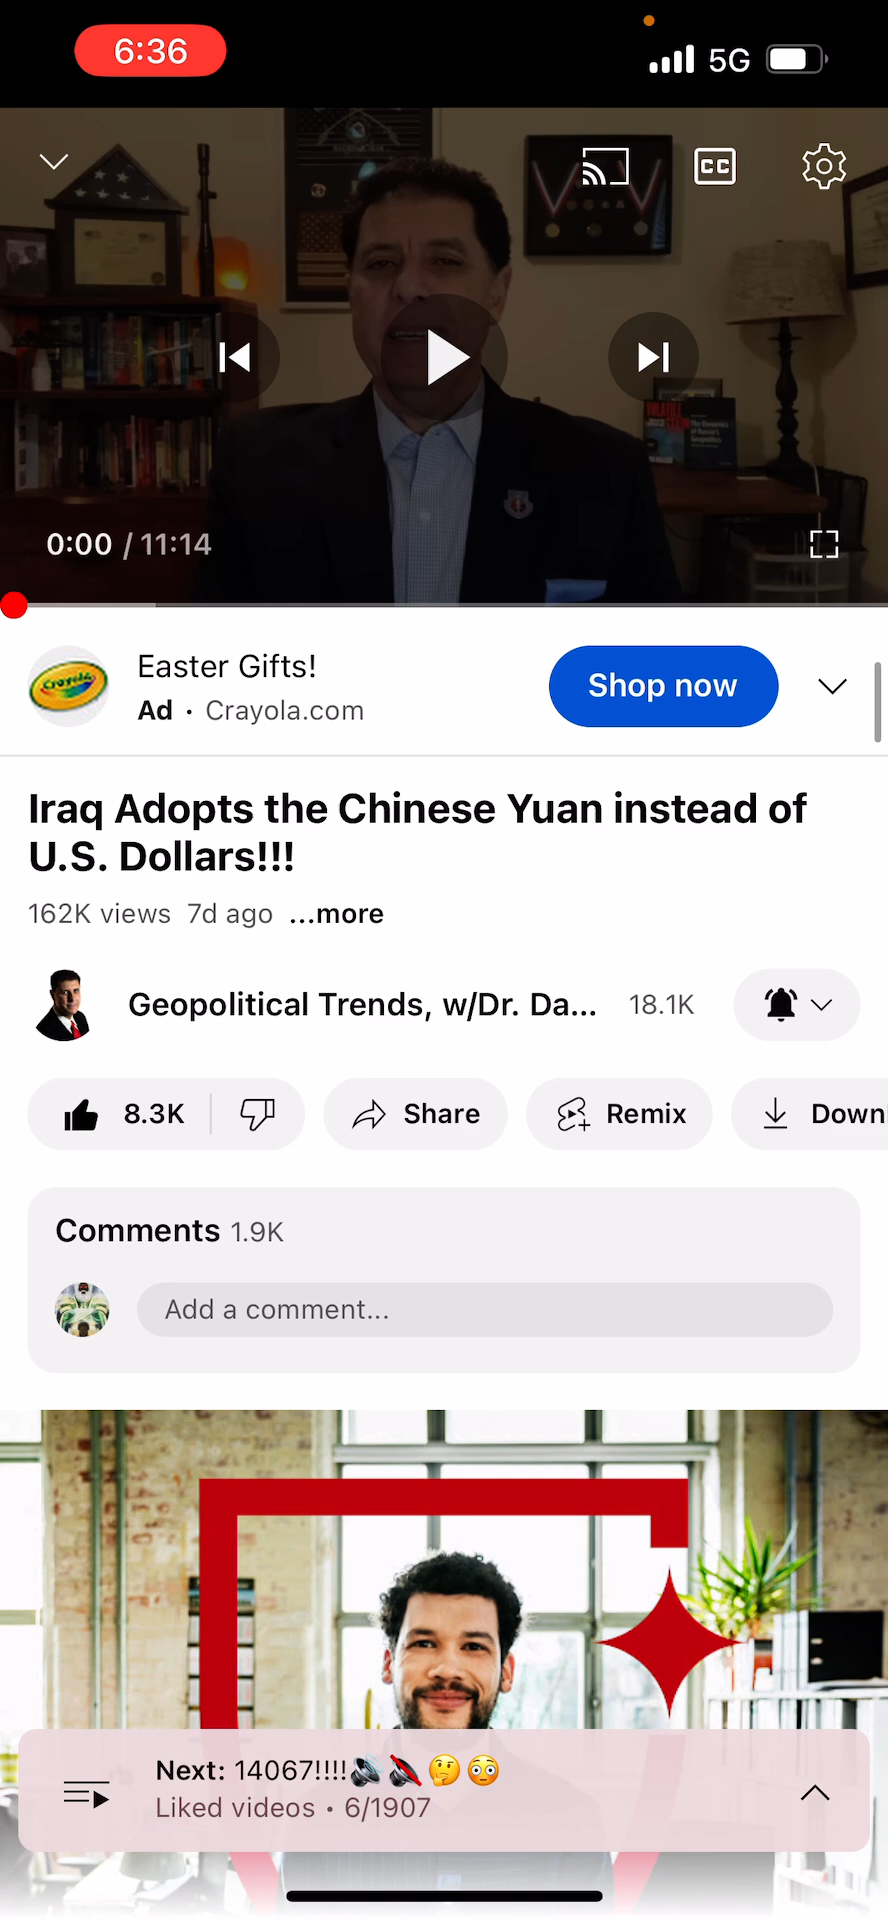 6:36
5G
CC
0:00 / 11:14
Crayola
Easter Gifts!
Shop now
Ad · Crayola.com
Iraq Adopts the Chinese Yuan instead of
U.S. Dollars!!!
162K views 7d ago ...more
Geopolitical Trends, w/Dr. Da... 18.1K
8.3K
Share
Remix
Down
Comments 1.9K
Add a comment...
Next: 14067!!!!🔊🔇🤔😳
Liked videos • 6/1907